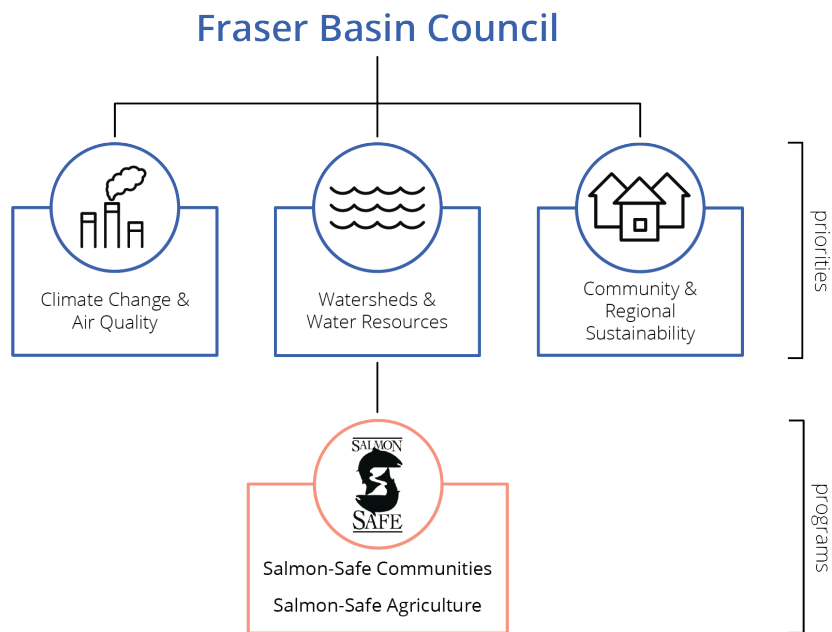 Fraser Basin Council
Climate Change &
Air Quality
Watersheds &
Water Resources
Community &
Regional
Sustainability
priorities
SALMON
SAFE
Salmon-Safe Communities
Salmon-Safe Agriculture
programs